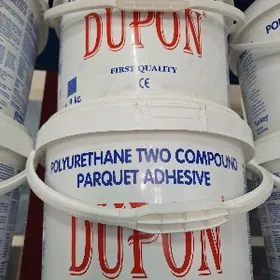 DUPON
FIRST QUALITY
CE
POLYURETHANE TWO COMPOUND
PARQUET ADHESIVE
DUPON